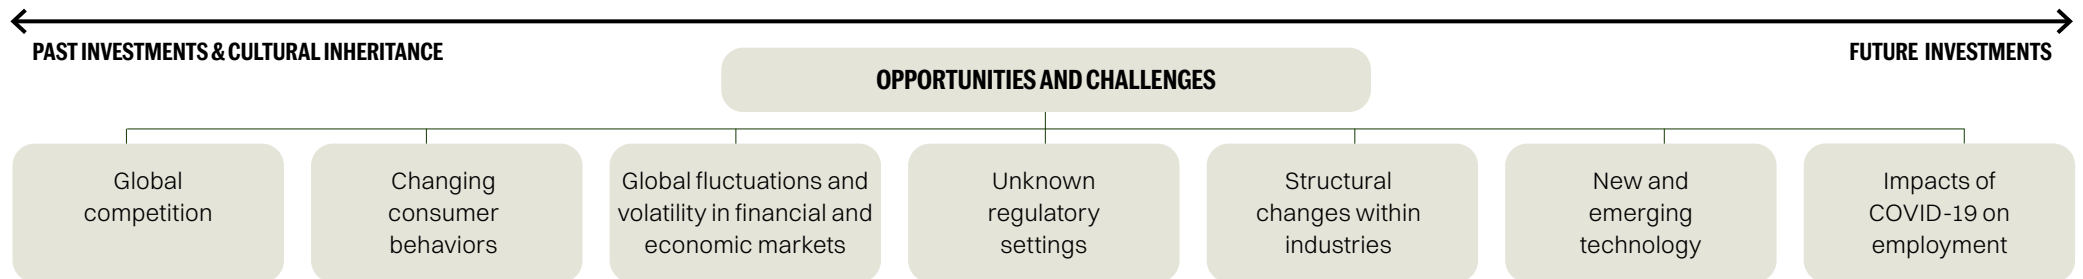 PAST INVESTMENTS & CULTURAL INHERITANCE
FUTURE INVESTMENTS
OPPORTUNITIES AND CHALLENGES
Global
competition
Changing
consumer
behaviors
Global fluctuations and
volatility in financial and
economic markets
Unknown
regulatory
settings
Structural
changes within
industries
New and
emerging
technology
Impacts of
COVID-19 on
employment